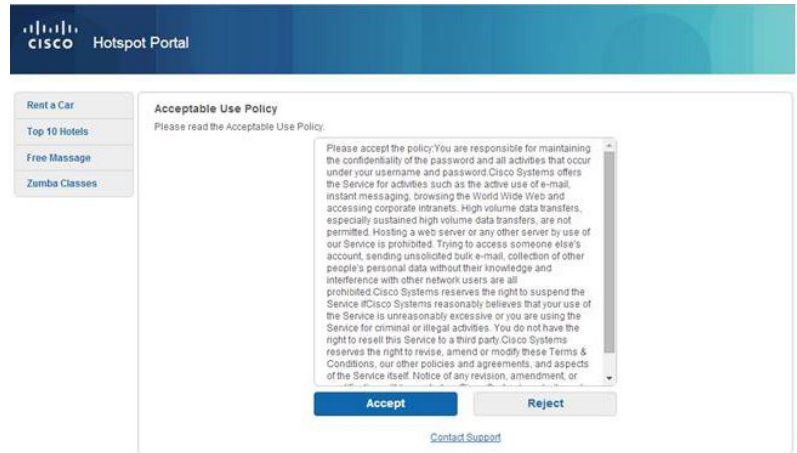 CISCO Hotspot Portal
Rent a Car
Top 10 Hotels
Free Massage
Zumba Classes
Acceptable Use Policy
Please read the Acceptable Use Policy.
Please accept the policy:You are responsible for maintaining
the confidentiality of the password and all activities that occur
under your username and password.Cisco Systems offers
the Service for activities such as the active use of e-mail,
instant messaging, browsing the World Wide Web and
accessing corporate intranets. High volume data transfers,
especially sustained high volume data transfers, are not
permitted. Hosting a web server or any other server by use of
our Service is prohibited. Trying to access someone else's
account, sending unsolicited bulk e-mail, collection of other
people's personal data without their knowledge and
interference with other network users are all
prohibited.Cisco Systems reserves the right to suspend the
Service ifCisco Systems reasonably believes that your use of
the Service is unreasonably excessive or you are using the
Service for criminal or illegal activities. You do not have the
right to resell this Service to a third party.Cisco Systems
reserves the right to revise, amend or modify these Terms &
Conditions, our other policies and agreements, and aspects
of the Service itself. Notice of any revision, amendment, or
Accept
Reject
Contact Support